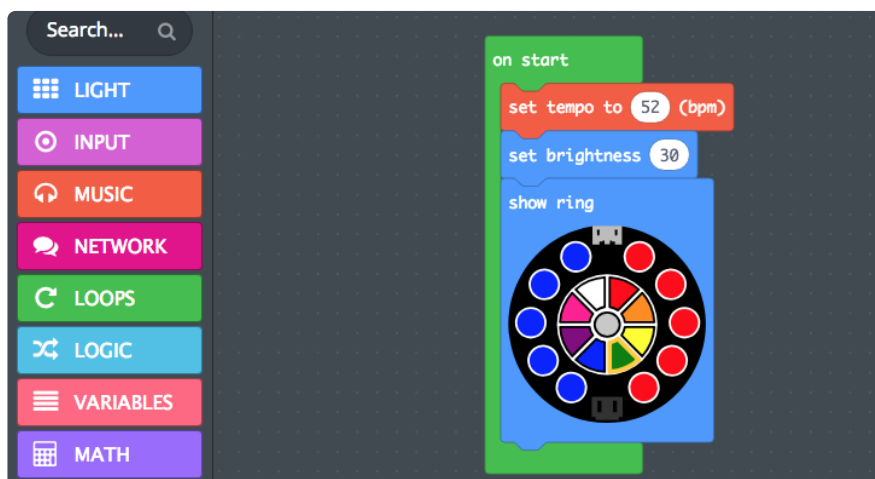 Search...
LIGHT
INPUT
MUSIC
NETWORK
LOOPS
LOGIC
VARIABLES
MATH
on start
set tempo to 52 (bpm)
set brightness 30
show ring